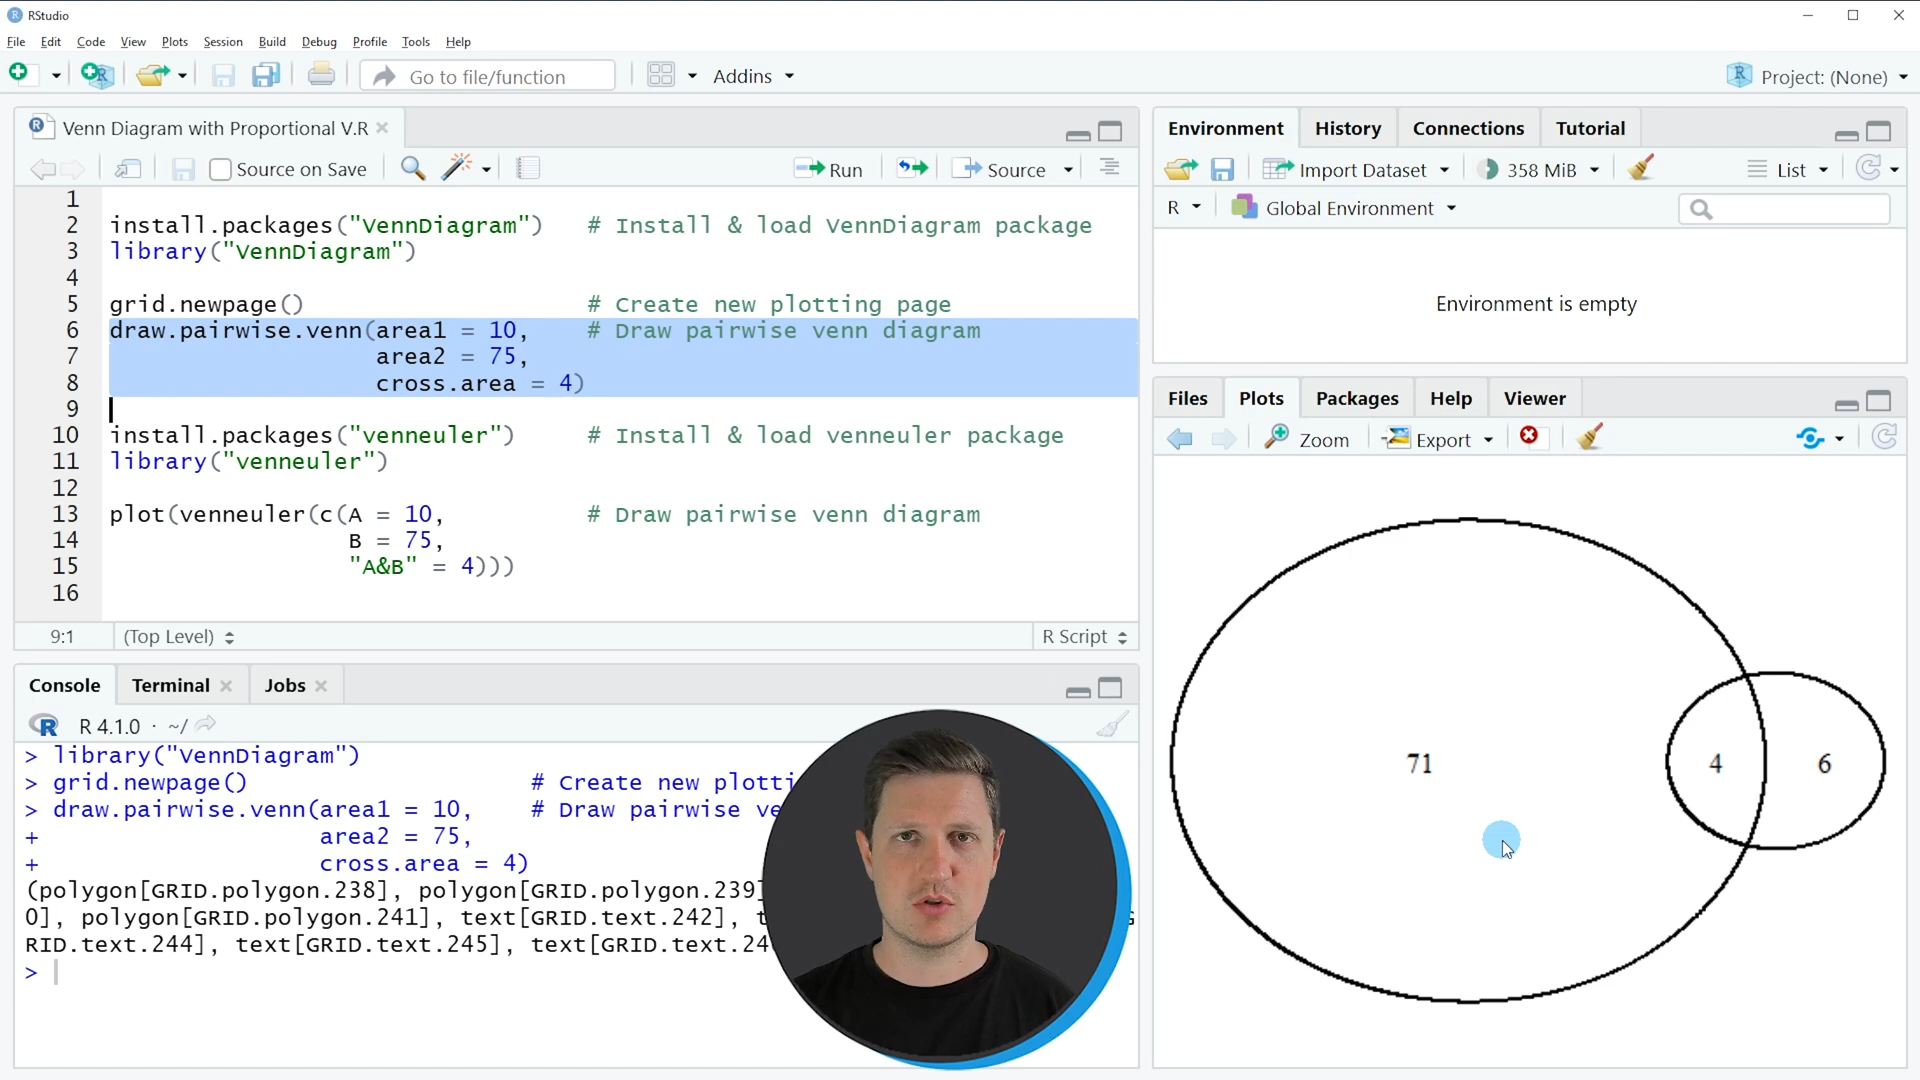 RStudio
File Edit Code View Plots Session Build Debug Profile Tools Help
Go to file/function
Addins
Project: (None)
Venn Diagram with Proportional V.R
Source on Save
Run
Source
1
2 install.packages("VennDiagram") # Install & load VennDiagram package
3 library("VennDiagram")
4
5 grid.newpage() # Create new plotting page
6 draw.pairwise.venn(area1 = 10, # Draw pairwise venn diagram
7 area2 = 75,
8 cross.area = 4)
9
10 install.packages("venneuler") # Install & load venneuler package
11 library("venneuler")
12
13 plot(venneuler(c(A = 10, # Draw pairwise venn diagram
14 B = 75,
15 "A&B" = 4)))
16
9:1 (Top Level) R Script
Console Terminal Jobs
R 4.1.0 · ~/
> library("VennDiagram")
> grid.newpage() # Create new plotti
> draw.pairwise.venn(area1 = 10, # Draw pairwise ve
+ area2 = 75,
+ cross.area = 4)
(polygon[GRID.polygon.238], polygon[GRID.polygon.239]
0], polygon[GRID.polygon.241], text[GRID.text.242], t
RID.text.244], text[GRID.text.245], text[GRID.text.24
>
Environment History Connections Tutorial
Import Dataset 358 MiB List
R Global Environment
Environment is empty
Files Plots Packages Help Viewer
Zoom Export
71 4 6